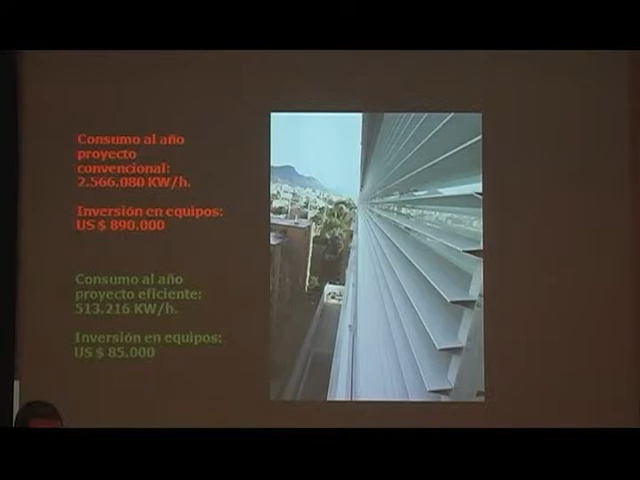 Consumo al año
proyecto
convencional:
2.566.080 KW/h.
Inversión en equipos:
US $ 890.000
Consumo al año
proyecto eficiente:
513.216 KW/h.
Inversión en equipos:
US $ 85.000